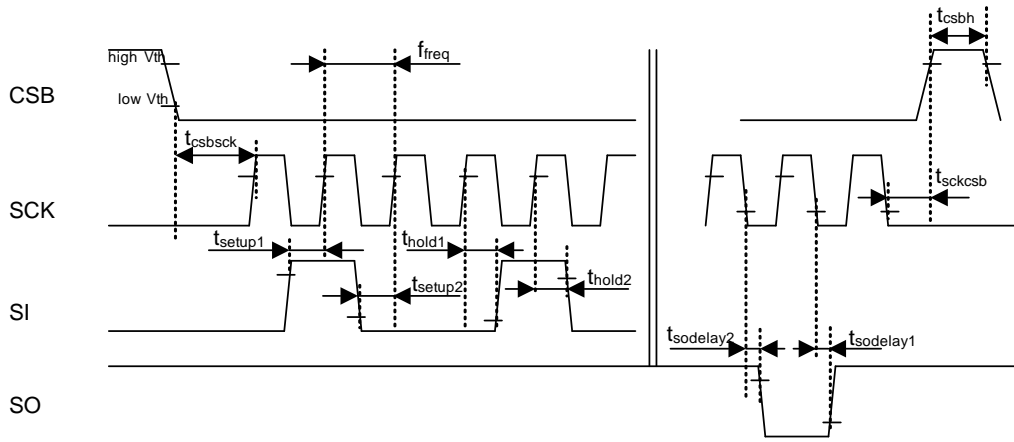 tcsbh
high Vth
ffreq
CSB
low Vth
tcsbsck
tsckcsb
SCK
tsetup1
thold1
thold2
tsetup2
SI
tsodelay2
tsodelay1
SO